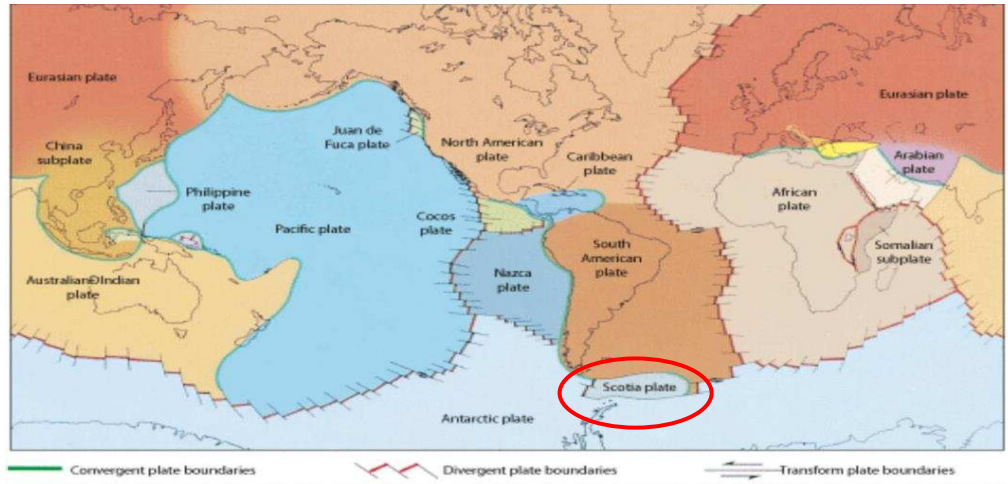 Eurasian plate
Eurasian plate
China
subplate
Juan de
Fuca plate
North American
plate
Caribbean
plate
Arabian
plate
Philippine
plate
African
plate
Cocos
plate
Pacific plate
South
American
plate
Somalian
subplate
Nazca
plate
AustralianÐIndian
plate
Scotia plate
Antarctic plate
Convergent plate boundaries
Divergent plate boundaries
Transform plate boundaries